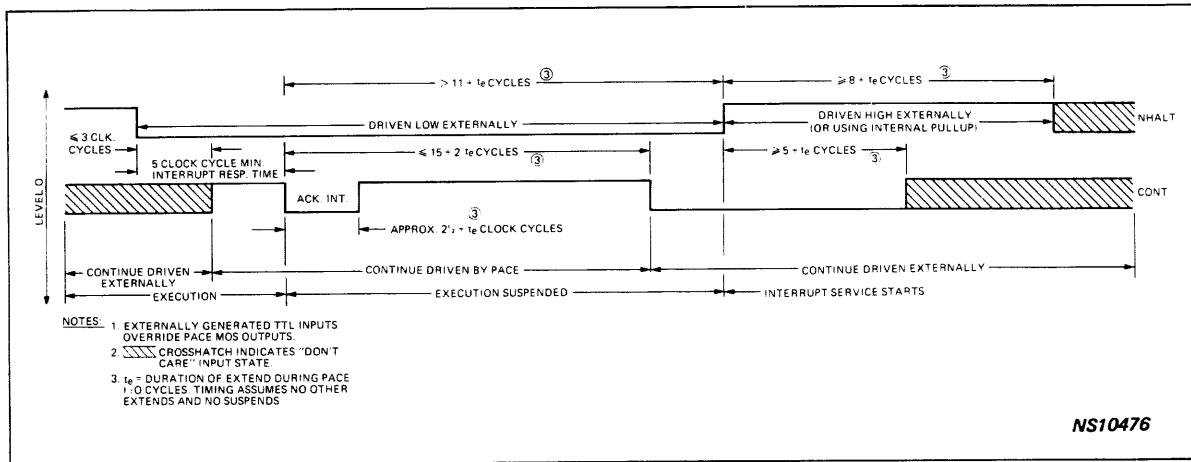 > 11 + te CYCLES ③
≥8 + te CYCLES ③
NHALT
DRIVEN LOW EXTERNALLY
DRIVEN HIGH EXTERNALLY
(OR USING INTERNAL PULLUP)
≤ 3 CLK.
CYCLES
5 CLOCK CYCLE MIN.
INTERRUPT RESP. TIME
≤ 15 + 2 te CYCLES ③
≥5 + te CYCLES ③
LEVEL O
ACK. INT.
CONT
③
APPROX. 2½ + te CLOCK CYCLES
CONTINUE DRIVEN
EXTERNALLY
CONTINUE DRIVEN BY PACE
CONTINUE DRIVEN EXTERNALLY
EXECUTION
EXECUTION SUSPENDED
INTERRUPT SERVICE STARTS
NOTES: 1. EXTERNALLY GENERATED TTL INPUTS
OVERRIDE PACE MOS OUTPUTS.
2. CROSSHATCH INDICATES "DON'T
CARE" INPUT STATE.
3. te = DURATION OF EXTEND DURING PACE
I/O CYCLES. TIMING ASSUMES NO OTHER
EXTENDS AND NO SUSPENDS
NS10476